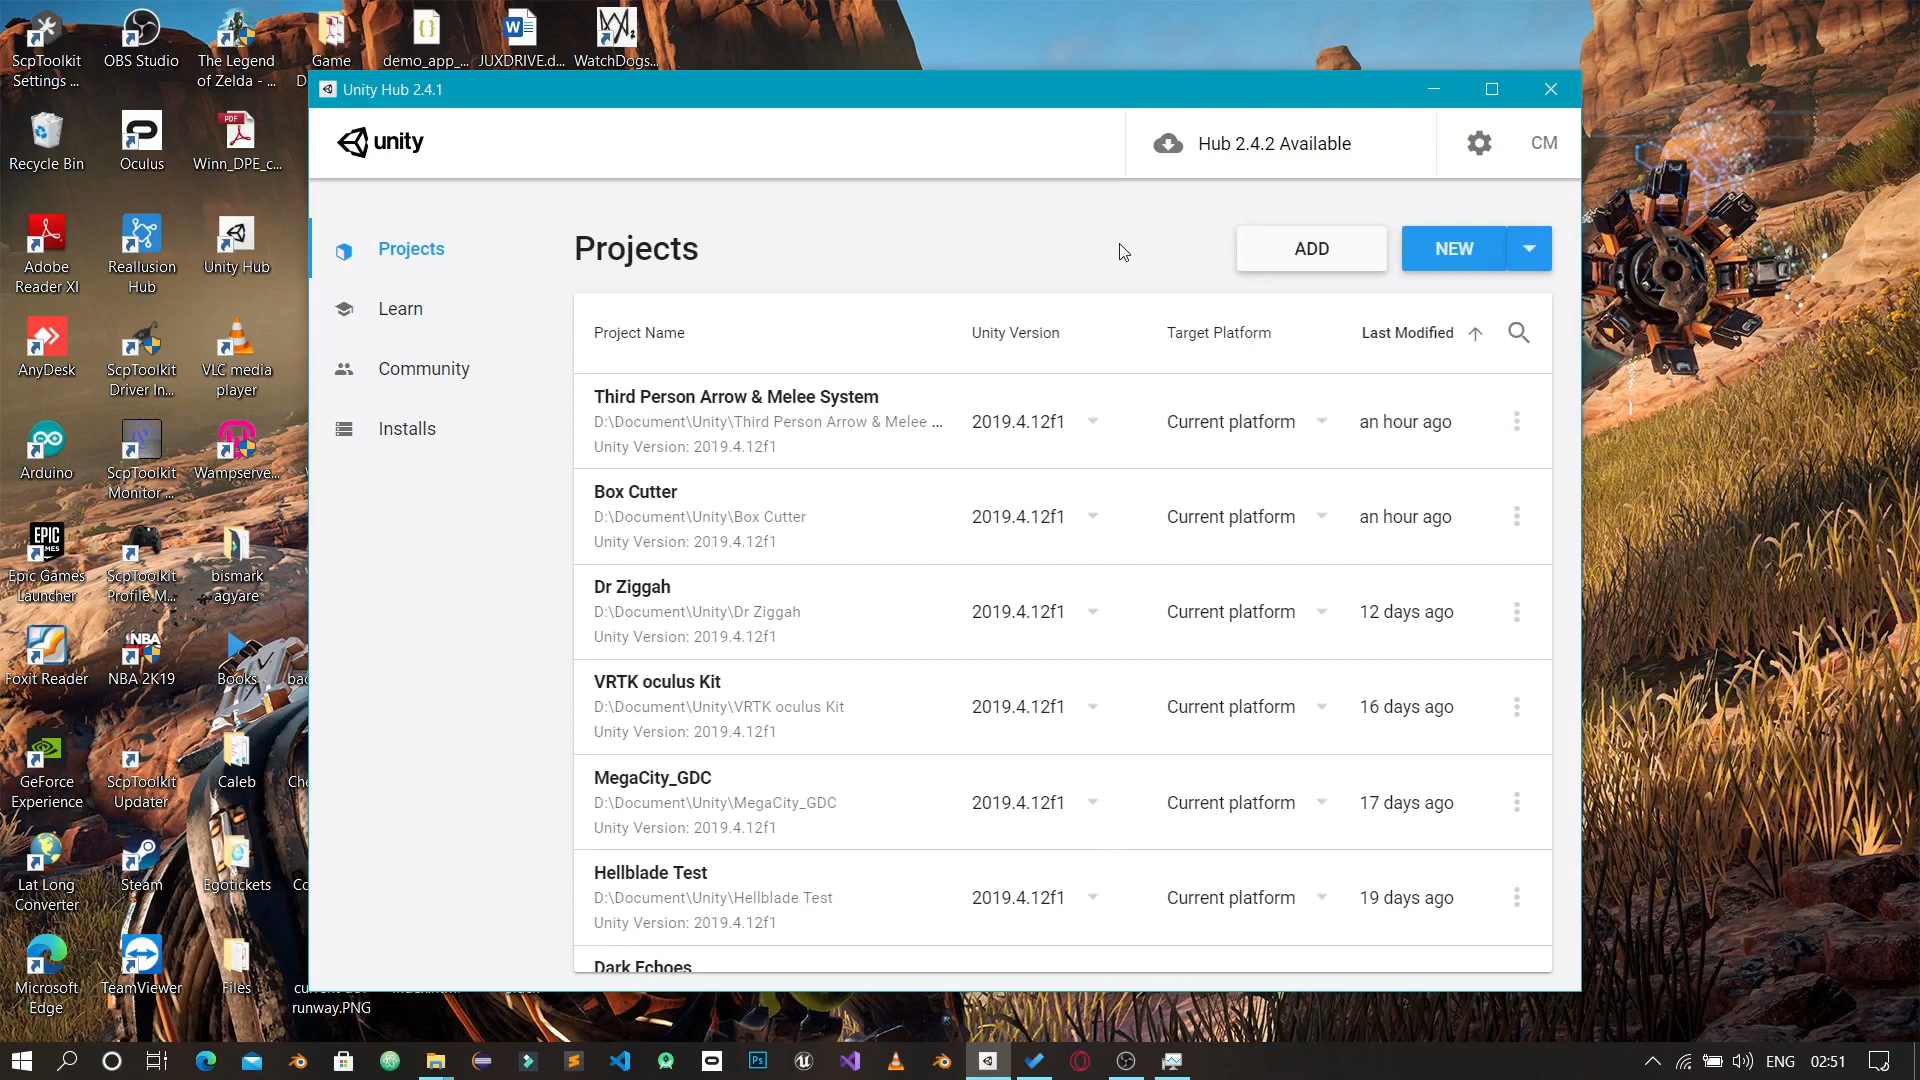 ScpToolkit
Settings ...
OBS Studio
The Legend
of Zelda - ...
Game
demo_app_...
JUXDRIVE.d...
WatchDogs...
Unity Hub 2.4.1
unity
Hub 2.4.2 Available
CM
Recycle Bin
Oculus
PDF
Winn_DPE_c...
Adobe
Reader XI
Reallusion
Hub
Unity Hub
AnyDesk
ScpToolkit
Driver In...
VLC media
player
Arduino
ScpToolkit
Monitor ...
Wampserve...
EPIC
GAMES
Epic Games
Launcher
ScpToolkit
Profile M...
bismark
agyare
Foxit Reader
NBA
NBA 2K19
Books
GeForce
Experience
ScpToolkit
Updater
Caleb
Lat Long
Converter
Steam
Egotickets
Microsoft
Edge
TeamViewer
Files
runway.PNG
Projects
Learn
Community
Installs
Projects
ADD
NEW
Project Name
Unity Version
Target Platform
Last Modified
Third Person Arrow & Melee System
D:\Document\Unity\Third Person Arrow & Melee ...
Unity Version: 2019.4.12f1
2019.4.12f1
Current platform
an hour ago
Box Cutter
D:\Document\Unity\Box Cutter
Unity Version: 2019.4.12f1
2019.4.12f1
Current platform
an hour ago
Dr Ziggah
D:\Document\Unity\Dr Ziggah
Unity Version: 2019.4.12f1
2019.4.12f1
Current platform
12 days ago
VRTK oculus Kit
D:\Document\Unity\VRTK oculus Kit
Unity Version: 2019.4.12f1
2019.4.12f1
Current platform
16 days ago
MegaCity_GDC
D:\Document\Unity\MegaCity_GDC
Unity Version: 2019.4.12f1
2019.4.12f1
Current platform
17 days ago
Hellblade Test
D:\Document\Unity\Hellblade Test
Unity Version: 2019.4.12f1
2019.4.12f1
Current platform
19 days ago
Dark Echoes
Ps
ENG
02:51